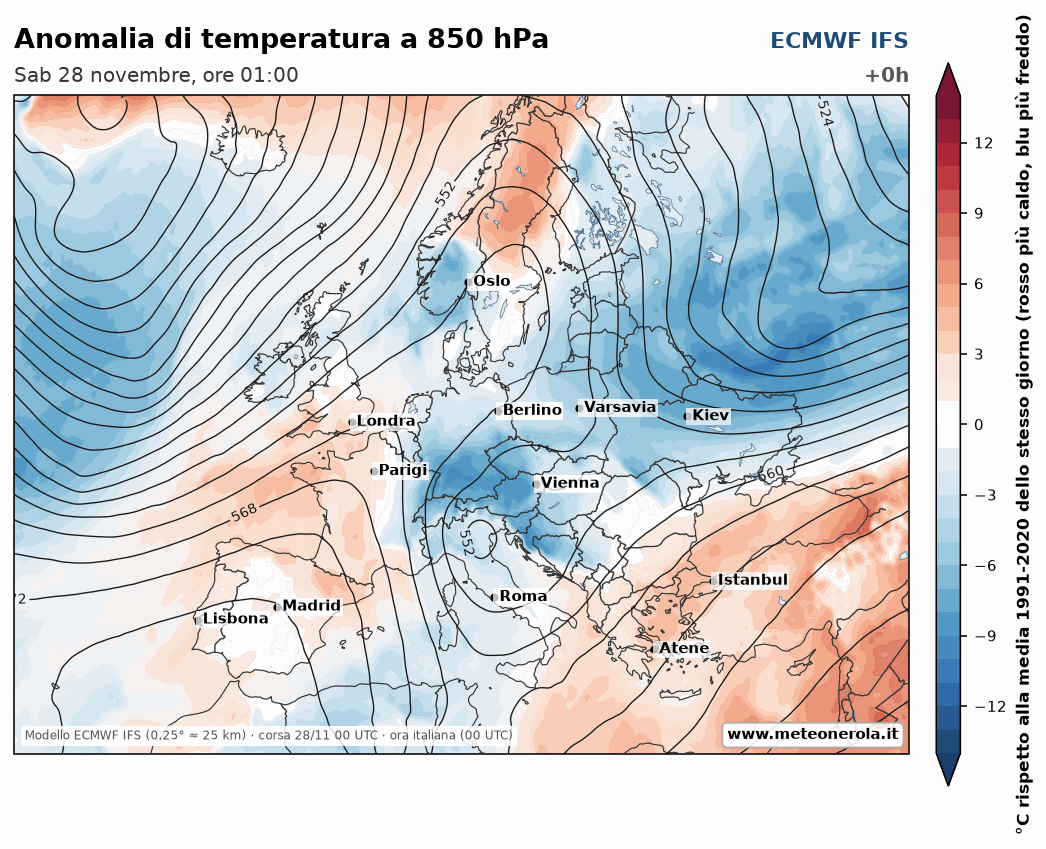 Anomalia di temperatura a 850 hPa
ECMWF IFS
Sab 28 novembre, ore 01:00
+0h
524
552
Oslo
Londra
Berlino
Varsavia
Kiev
Parigi
Vienna
560
568
552
72
Roma
Istanbul
Madrid
Lisbona
Atene
Modello ECMWF IFS (0,25° ≈ 25 km) · corsa 28/11 00 UTC · ora italiana (00 UTC)
www.meteonerola.it
12
9
6
3
0
−3
−6
−9
−12
°C rispetto alla media 1991-2020 dello stesso giorno (rosso più caldo, blu più freddo)